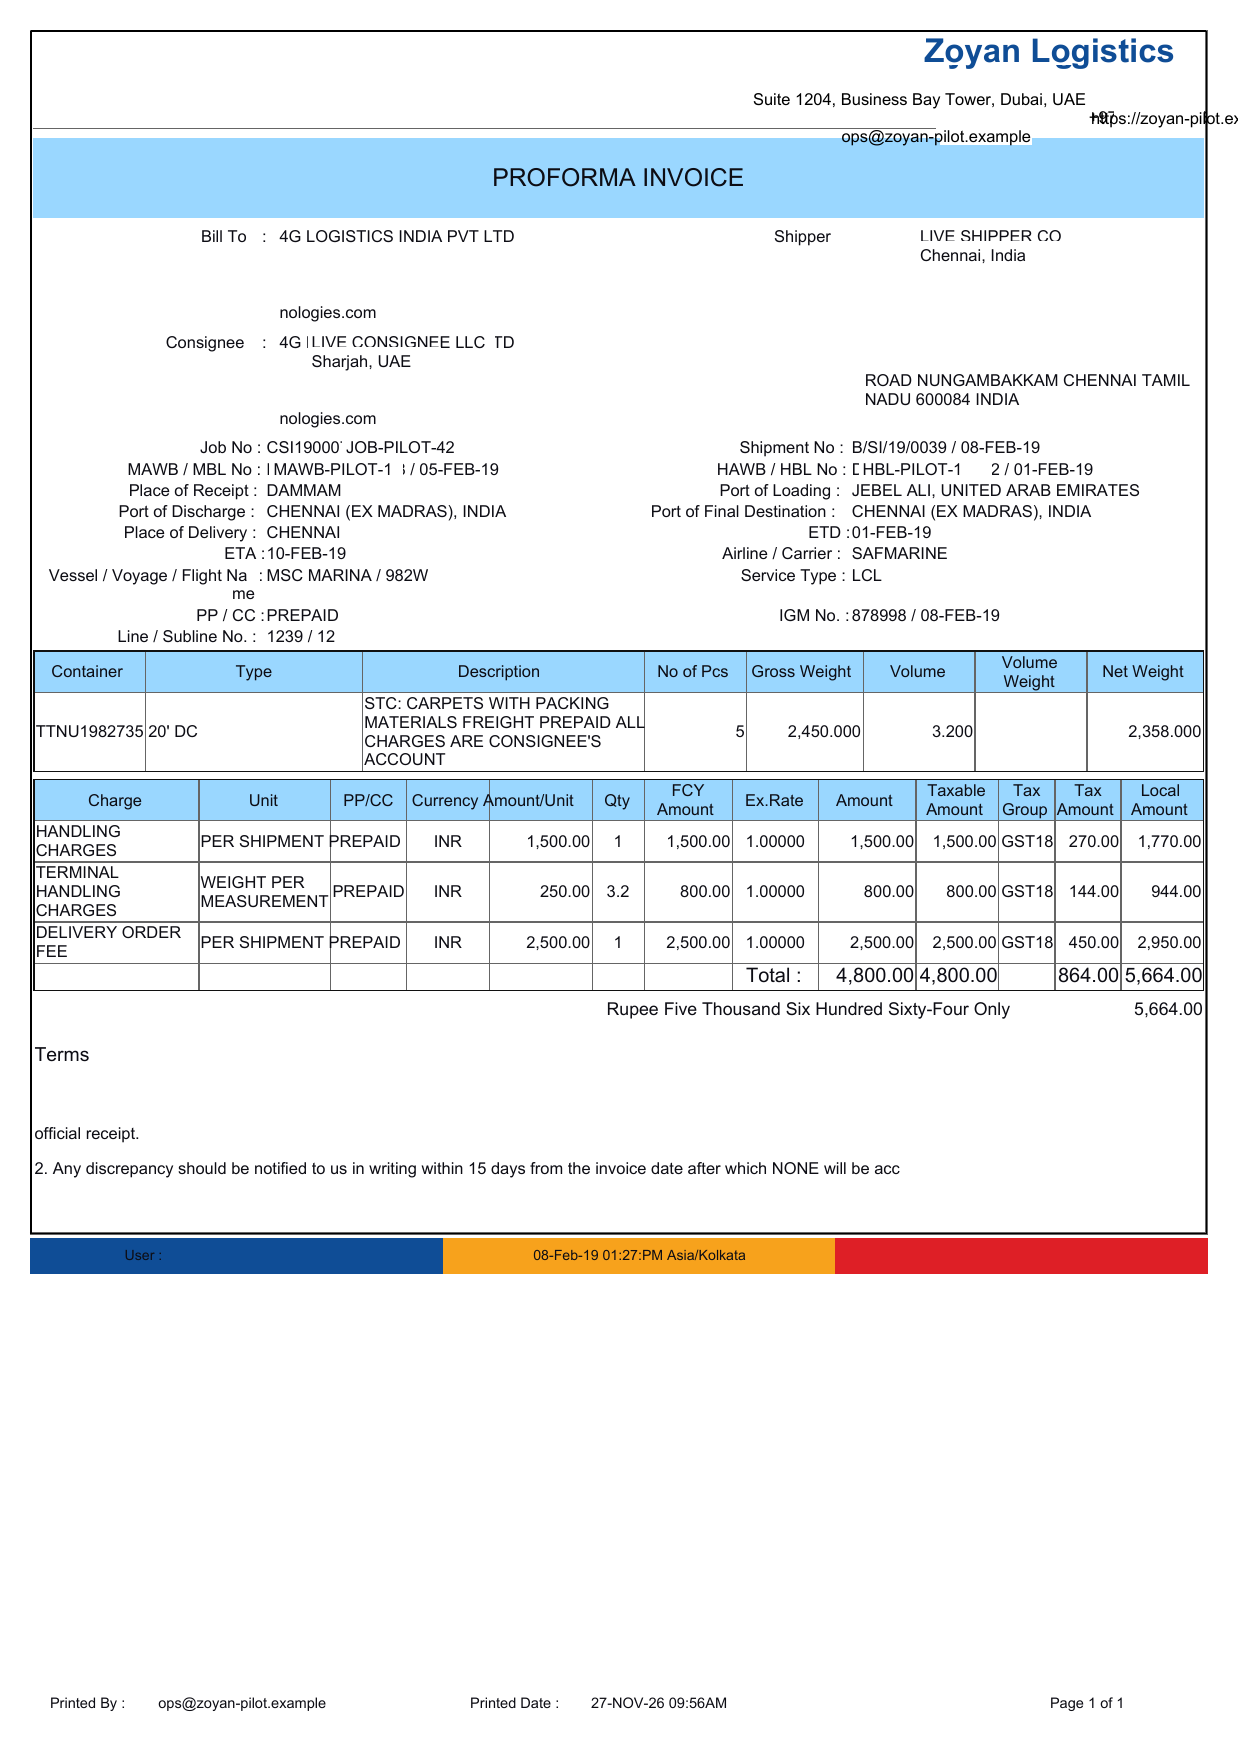 Zoyan Logistics
Suite 1204, Business Bay Tower, Dubai, UAE
https://zoyan-pilot.ex
ops@zoyan-pilot.example
PROFORMA INVOICE
Bill To : 4G LOGISTICS INDIA PVT LTD Shipper LIVE SHIPPER CO
Chennai, India
nologies.com
Consignee : 4G LIVE CONSIGNEE LLC TD
Sharjah, UAE
ROAD NUNGAMBAKKAM CHENNAI TAMIL
NADU 600084 INDIA
nologies.com
Job No : CSI19000 JOB-PILOT-42 Shipment No : B/SI/19/0039 / 08-FEB-19
MAWB / MBL No : MAWB-PILOT-1 / 05-FEB-19 HAWB / HBL No : HBL-PILOT-1 2 / 01-FEB-19
Place of Receipt : DAMMAM Port of Loading : JEBEL ALI, UNITED ARAB EMIRATES
Port of Discharge : CHENNAI (EX MADRAS), INDIA Port of Final Destination : CHENNAI (EX MADRAS), INDIA
Place of Delivery : CHENNAI ETD : 01-FEB-19
ETA : 10-FEB-19 Airline / Carrier : SAFMARINE
Vessel / Voyage / Flight Na : MSC MARINA / 982W Service Type : LCL
me
PP / CC : PREPAID IGM No. : 878998 / 08-FEB-19
Line / Subline No. : 1239 / 12
Container Type Description No of Pcs Gross Weight Volume Volume Weight Net Weight
TTNU1982735 20' DC STC: CARPETS WITH PACKING
MATERIALS FREIGHT PREPAID ALL
CHARGES ARE CONSIGNEE'S
ACCOUNT
5 2,450.000 3.200 2,358.000
Charge Unit PP/CC Currency Amount/Unit Qty FCY Amount Ex.Rate Amount Taxable Amount Tax Group Tax Amount Local Amount
HANDLING CHARGES PER SHIPMENT PREPAID INR 1,500.00 1 1,500.00 1.00000 1,500.00 1,500.00 GST18 270.00 1,770.00
TERMINAL HANDLING CHARGES WEIGHT PER MEASUREMENT PREPAID INR 250.00 3.2 800.00 1.00000 800.00 800.00 GST18 144.00 944.00
DELIVERY ORDER FEE PER SHIPMENT PREPAID INR 2,500.00 1 2,500.00 1.00000 2,500.00 2,500.00 GST18 450.00 2,950.00
Total : 4,800.00 4,800.00 864.00 5,664.00
Rupee Five Thousand Six Hundred Sixty-Four Only 5,664.00
Terms
official receipt.
2. Any discrepancy should be notified to us in writing within 15 days from the invoice date after which NONE will be acc
User : 08-Feb-19 01:27:PM Asia/Kolkata
Printed By : ops@zoyan-pilot.example Printed Date : 27-NOV-26 09:56AM Page 1 of 1